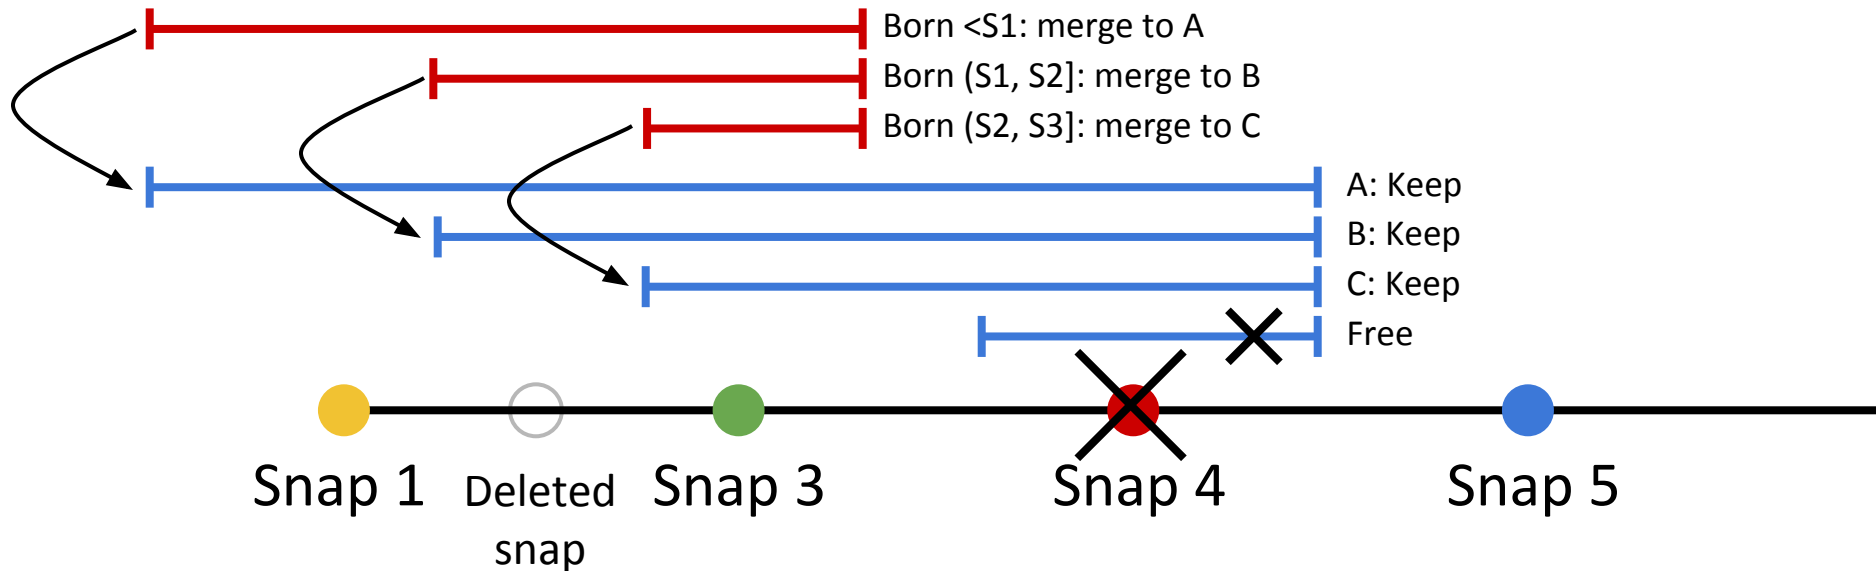 Born <S1: merge to A
Born (S1, S2]: merge to B
Born (S2, S3]: merge to C
A: Keep
B: Keep
C: Keep
Free
Snap 1
Deleted
snap
Snap 3
Snap 4
Snap 5